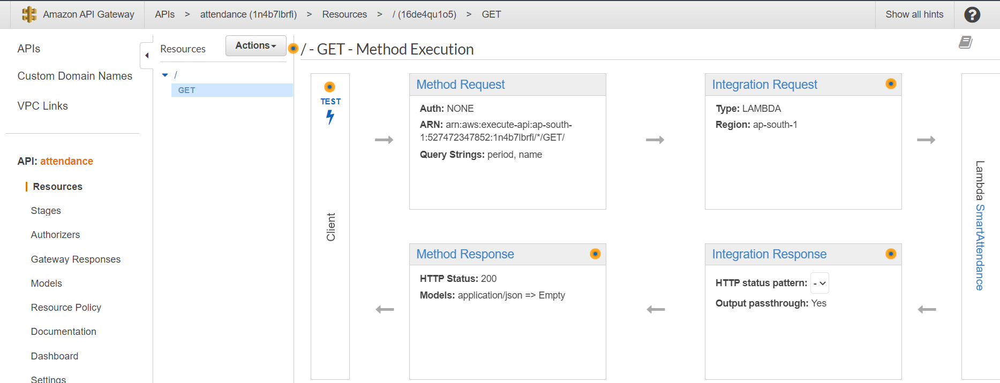 Amazon API Gateway
APIs > attendance (1n4b7lbrfi) > Resources > / (16de4qu1o5) > GET
Show all hints
?
APIs
Custom Domain Names
VPC Links
API: attendance
Resources
Stages
Authorizers
Gateway Responses
Models
Resource Policy
Documentation
Dashboard
Settings
Resources
Actions
/
GET
/ - GET - Method Execution
TEST
Client
Method Request
Auth: NONE
ARN: arn:aws:execute-api:ap-south-
1:527472347852:1n4b7lbrfi/*/GET/
Query Strings: period, name
Integration Request
Type: LAMBDA
Region: ap-south-1
Lambda SmartAttendance
Method Response
HTTP Status: 200
Models: application/json => Empty
Integration Response
HTTP status pattern: -
Output passthrough: Yes